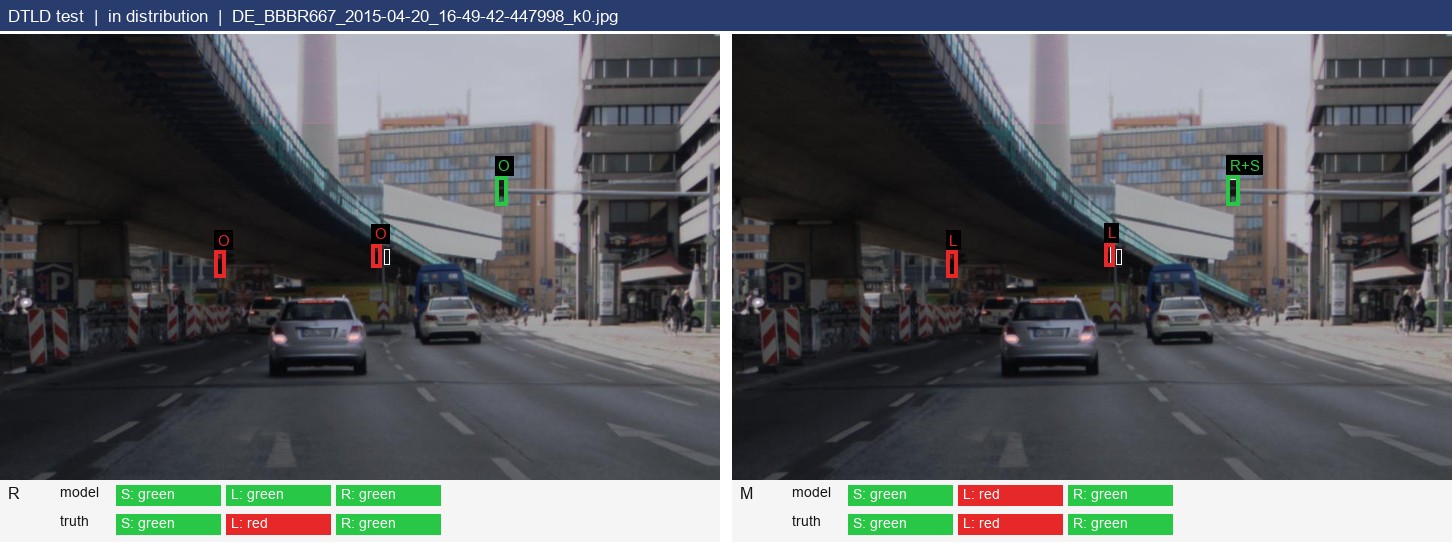 DTLD test | in distribution | DE_BBBR667_2015-04-20_16-49-42-447998_k0.jpg
O
O
O
P
R+S
L
L
P
R
model
S: green
L: green
R: green
truth
S: green
L: red
R: green
M
model
S: green
L: red
R: green
truth
S: green
L: red
R: green